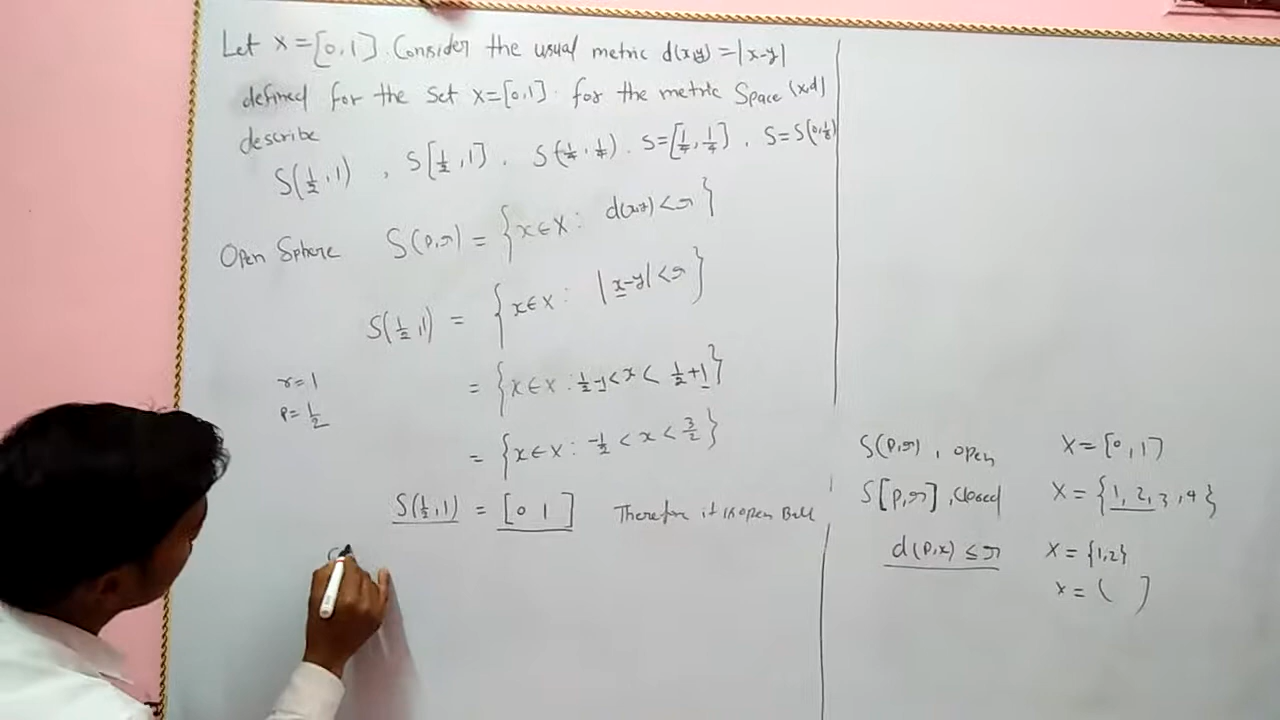 Let X = [0,1]. Consider the usual metric d(x,y) = |x-y|
defined for the set X = [0,1]. for the metric Space (X,d)
describe
S(1/2, 1), S[1/2, 1]. S(1/4, 1/4). S=[1/4, 1/4], S=S(0,1/8)
Open Sphere S(P,r) = {x∈X: d(x,y) < r}
S(1/2, 1) = {x∈X: |x-y| < r}
r=1
P=1/2
= {x∈X: 1/2-1 < x < 1/2+1}
= {x∈X: -1/2 < x < 3/2}
S(1/2, 1) = [0 1] Therefore it is open Ball
S(P,r), open X = [0,1]
S[P,r], closed X = {1, 2, 3, 4}
d(P,x) ≤ r X = {1,2}
X = ( ]